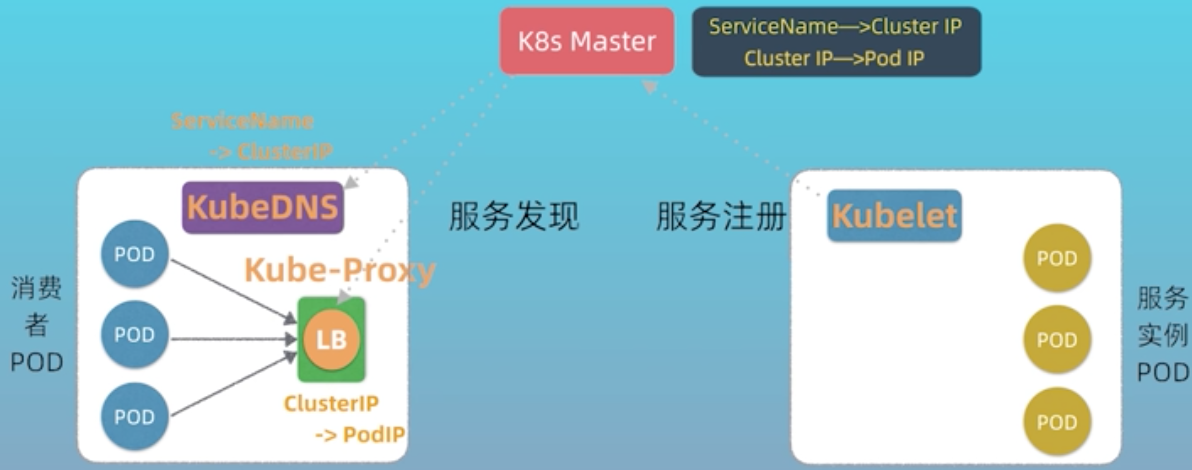 K8s Master
ServiceName—>Cluster IP
Cluster IP—>Pod IP
ServiceName
-> ClusterIP
KubeDNS
服务发现
服务注册
Kubelet
POD
Kube-Proxy
POD
消费
者
POD
POD
LB
POD
服务
实例
POD
POD
ClusterIP
-> PodIP
POD
POD